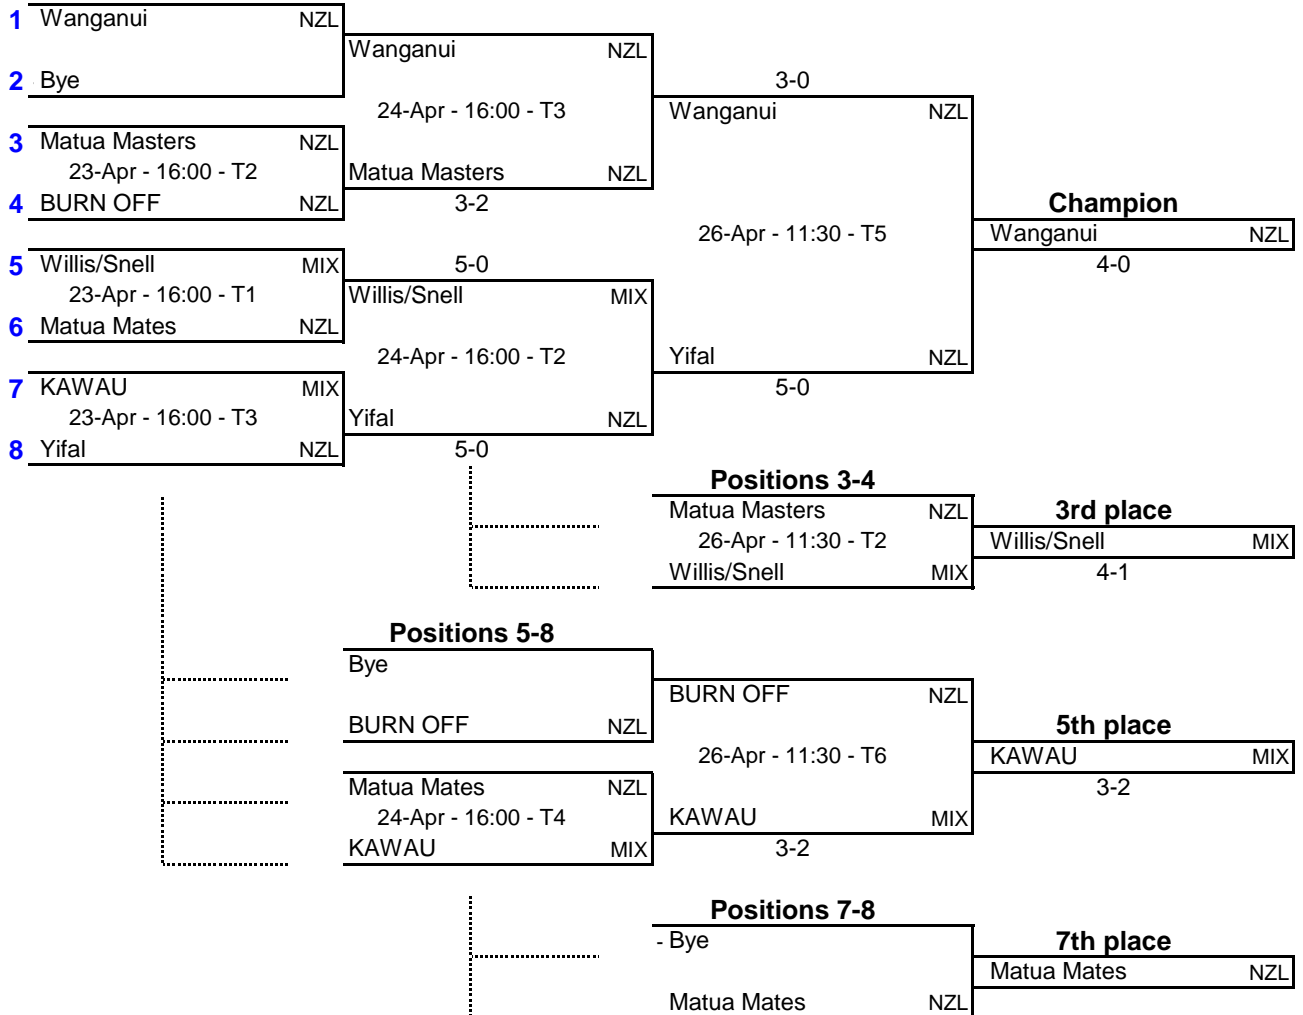 1 Wanganui NZL
Wanganui NZL
2 Bye
3-0
24-Apr - 16:00 - T3
Wanganui NZL
3 Matua Masters NZL
23-Apr - 16:00 - T2
Matua Masters NZL
4 BURN OFF NZL
3-2
Champion
26-Apr - 11:30 - T5
Wanganui NZL
5 Willis/Snell MIX
5-0
4-0
23-Apr - 16:00 - T1
Willis/Snell MIX
6 Matua Mates NZL
24-Apr - 16:00 - T2
Yifal NZL
7 KAWAU MIX
5-0
23-Apr - 16:00 - T3
Yifal NZL
8 Yifal NZL
5-0
Positions 3-4
Matua Masters NZL
3rd place
26-Apr - 11:30 - T2
Willis/Snell MIX
Willis/Snell MIX
4-1
Positions 5-8
Bye
BURN OFF NZL
BURN OFF NZL
5th place
26-Apr - 11:30 - T6
KAWAU MIX
Matua Mates NZL
3-2
24-Apr - 16:00 - T4
KAWAU MIX
KAWAU MIX
3-2
Positions 7-8
- Bye
7th place
Matua Mates NZL
Matua Mates NZL